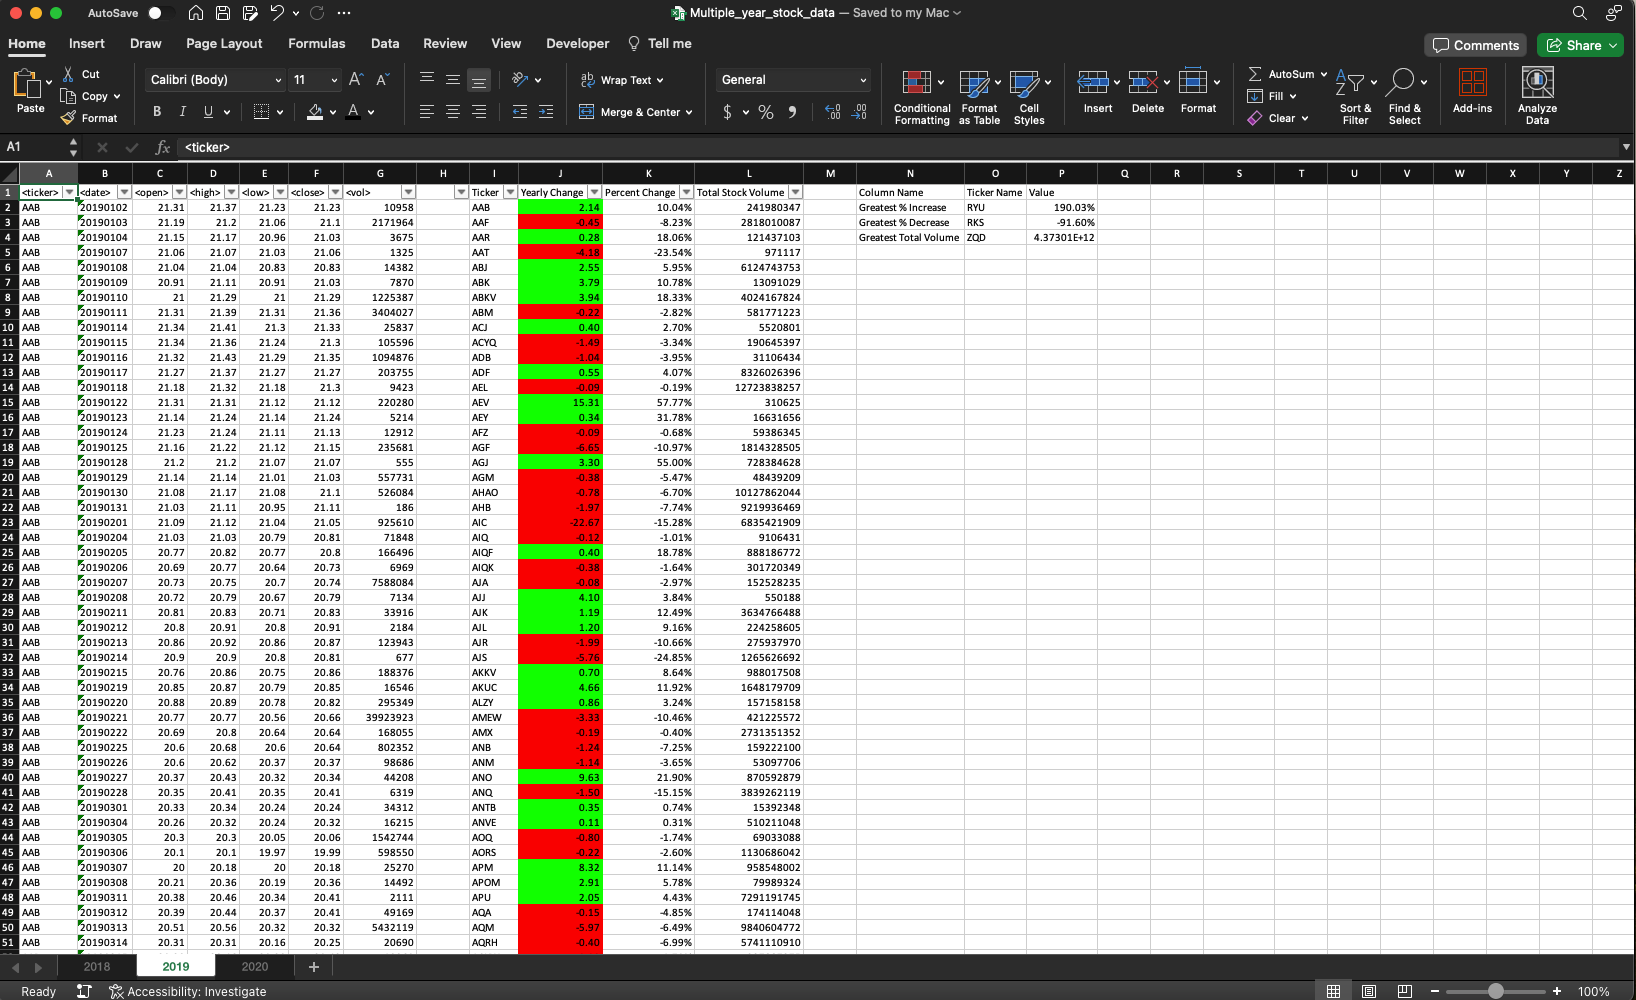 AutoSave
Multiple_year_stock_data — Saved to my Mac
Home Insert Draw Page Layout Formulas Data Review View Developer Tell me Comments Share
Paste Cut Copy Format
Calibri (Body) 11
B I U A
Wrap Text
Merge & Center
General
$ %
Conditional Formatting Format as Table Cell Styles
Insert Delete Format
AutoSum Fill Clear
Sort & Filter Find & Select Add-ins Analyze Data
A1 fx <ticker>
A B C D E F G H I J K L M N O P Q R S T U V W X Y Z
1 <ticker> <date> <open> <high> <low> <close> <vol> Ticker Yearly Change Percent Change Total Stock Volume Column Name Ticker Name Value
2 AAB 20190102 21.31 21.37 21.23 21.23 10958 AAB 2.14 10.04% 241980347 Greatest % Increase RYU 190.03%
3 AAB 20190103 21.19 21.2 21.06 21.1 2171964 AAF -0.45 -8.23% 2818010087 Greatest % Decrease RKS -91.60%
4 AAB 20190104 21.15 21.17 20.96 21.03 3675 AAR 0.28 18.06% 121437103 Greatest Total Volume ZQD 4.37301E+12
5 AAB 20190107 21.06 21.07 21.03 21.06 1325 AAT -4.18 -23.54% 971117
6 AAB 20190108 21.04 21.04 20.83 20.83 14382 ABJ 2.55 5.95% 6124743753
7 AAB 20190109 20.91 21.11 20.91 21.03 7870 ABK 3.79 10.78% 13091029
8 AAB 20190110 21 21.29 21 21.29 1225387 ABKV 3.94 18.33% 4024167824
9 AAB 20190111 21.31 21.39 21.31 21.36 3404027 ABM -0.22 -2.82% 581771223
10 AAB 20190114 21.34 21.41 21.3 21.33 25837 ACJ 0.40 2.70% 5520801
11 AAB 20190115 21.34 21.36 21.24 21.3 105596 ACYQ -1.49 -3.34% 190645397
12 AAB 20190116 21.32 21.43 21.29 21.35 1094876 ADB -1.04 -3.95% 31106434
13 AAB 20190117 21.27 21.37 21.27 21.27 203755 ADF 0.55 4.07% 8326026396
14 AAB 20190118 21.18 21.32 21.18 21.3 9423 AEL -0.09 -0.19% 12723838257
15 AAB 20190122 21.31 21.31 21.12 21.12 220280 AEV 15.31 57.77% 310625
16 AAB 20190123 21.14 21.24 21.14 21.24 5214 AEY 0.34 31.78% 16631656
17 AAB 20190124 21.23 21.24 21.11 21.13 12912 AFZ -0.09 -0.68% 59386345
18 AAB 20190125 21.16 21.22 21.12 21.15 235681 AGF -6.65 -10.97% 1814328505
19 AAB 20190128 21.2 21.2 21.07 21.07 555 AGJ 3.30 55.00% 728384628
20 AAB 20190129 21.14 21.14 21.01 21.03 557731 AGM -0.38 -5.47% 48439209
21 AAB 20190130 21.08 21.17 21.08 21.1 526084 AHAO -0.78 -6.70% 10127862044
22 AAB 20190131 21.03 21.11 20.95 21.11 186 AHB -1.97 -7.74% 9219936469
23 AAB 20190201 21.09 21.12 21.04 21.05 925610 AIC -22.67 -15.28% 6835421909
24 AAB 20190204 21.03 21.03 20.79 20.81 71848 AIQ -0.12 -1.01% 9106431
25 AAB 20190205 20.77 20.82 20.77 20.8 166496 AIQF 0.40 18.78% 888186772
26 AAB 20190206 20.69 20.77 20.64 20.73 6969 AIQK -0.38 -1.64% 301720349
27 AAB 20190207 20.73 20.75 20.7 20.74 7588084 AJA -0.08 -2.97% 152528235
28 AAB 20190208 20.72 20.79 20.67 20.79 7134 AJJ 4.10 3.84% 550188
29 AAB 20190211 20.81 20.83 20.71 20.83 33916 AJK 1.19 12.49% 3634766488
30 AAB 20190212 20.8 20.91 20.8 20.91 2184 AJL 1.20 9.16% 224258605
31 AAB 20190213 20.86 20.92 20.86 20.87 123943 AJR -1.99 -10.66% 275937970
32 AAB 20190214 20.9 20.9 20.8 20.81 677 AJS -5.76 -24.85% 1265626692
33 AAB 20190215 20.76 20.86 20.75 20.86 188376 AKKV 0.70 8.64% 988017508
34 AAB 20190219 20.85 20.87 20.79 20.85 16546 AKUC 4.66 11.92% 1648179709
35 AAB 20190220 20.88 20.89 20.78 20.82 295349 ALZY 0.86 3.24% 157158158
36 AAB 20190221 20.77 20.77 20.56 20.66 39923923 AMEW -3.33 -10.46% 421225572
37 AAB 20190222 20.69 20.8 20.64 20.64 168055 AMX -0.19 -0.40% 2731351352
38 AAB 20190225 20.6 20.68 20.6 20.64 802352 ANB -1.24 -7.25% 159222100
39 AAB 20190226 20.6 20.62 20.37 20.37 98686 ANM -1.14 -3.65% 53097706
40 AAB 20190227 20.37 20.43 20.32 20.34 44208 ANO 9.63 21.90% 870592879
41 AAB 20190228 20.35 20.41 20.35 20.41 6319 ANQ -1.50 -15.15% 3839262119
42 AAB 20190301 20.33 20.34 20.24 20.24 34312 ANTB 0.35 0.74% 15392348
43 AAB 20190304 20.26 20.32 20.24 20.32 16215 ANVE 0.11 0.31% 510211048
44 AAB 20190305 20.3 20.3 20.05 20.06 1542744 AOQ -0.80 -1.74% 69033088
45 AAB 20190306 20.1 20.1 19.97 19.99 598550 AORS -0.22 -2.60% 1130686042
46 AAB 20190307 20 20.18 20 20.18 25270 APM 8.32 11.14% 958548002
47 AAB 20190308 20.21 20.36 20.19 20.36 14492 APOM 2.91 5.78% 79989324
48 AAB 20190311 20.38 20.46 20.34 20.41 2111 APU 2.05 4.43% 7291191745
49 AAB 20190312 20.39 20.44 20.37 20.41 49169 AQA -0.15 -4.85% 174114048
50 AAB 20190313 20.51 20.56 20.32 20.32 5432119 AQM -5.97 -6.49% 9840604772
51 AAB 20190314 20.31 20.31 20.16 20.25 20690 AQRH -0.40 -6.99% 5741110910
2018 2019 2020 +
Ready Accessibility: Investigate 100%